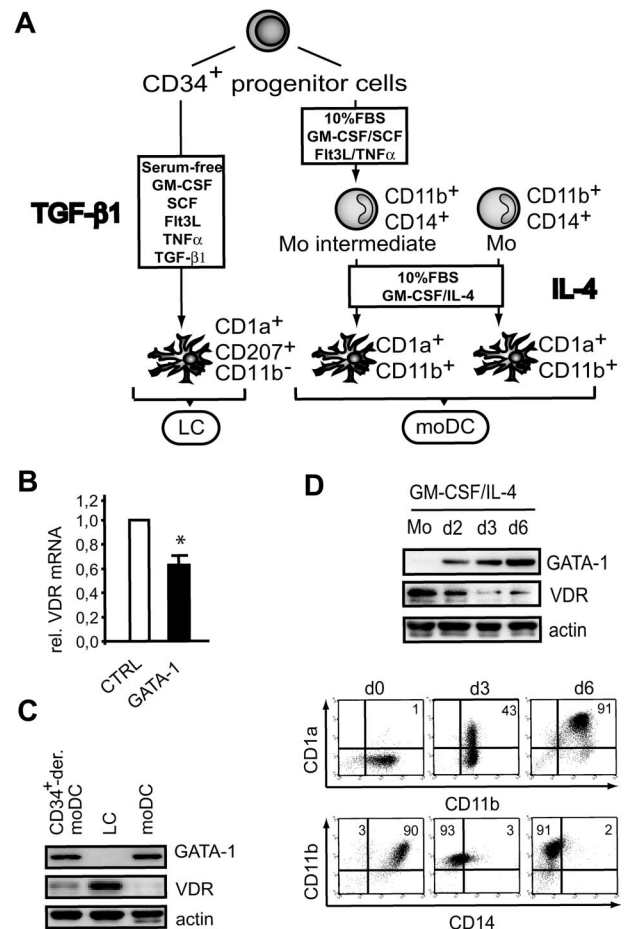 A
CD34+ progenitor cells
10%FBS
GM-CSF/SCF
Flt3L/TNFα
Serum-free
GM-CSF
SCF
Flt3L
TNFα
TGF-β1
TGF-β1
CD11b+
CD14+
CD11b+
CD14+
Mo intermediate
Mo
10%FBS
GM-CSF/IL-4
IL-4
CD1a+
CD207+
CD11b-
CD1a+
CD11b+
CD1a+
CD11b+
LC
moDC
B
rel. VDR mRNA
1,2
1,0
0,8
0,6
0,4
0,2
0,0
*
CTRL
GATA-1
C
CD34+-der.
moDC
LC
moDC
GATA-1
VDR
actin
D
GM-CSF/IL-4
Mo d2 d3 d6
GATA-1
VDR
actin
d0 d3 d6
1 43 91
CD1a
CD11b
3 90 93 3 91 2
CD11b
CD14